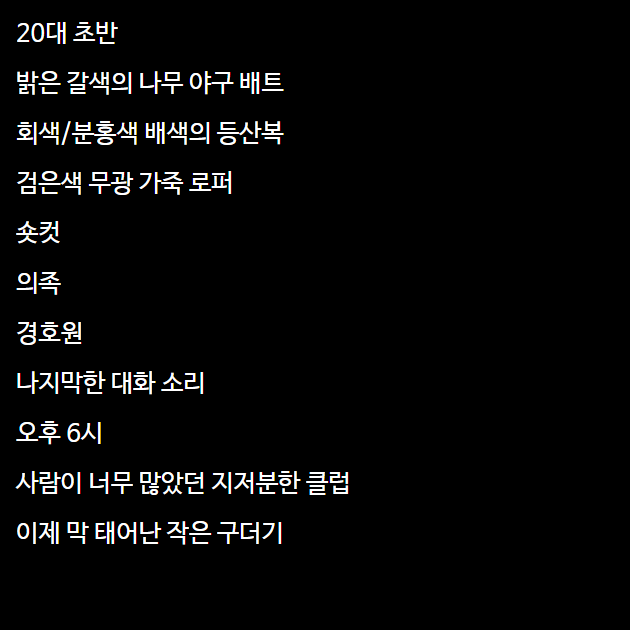 20대 초반
밝은 갈색의 나무 야구 배트
회색/분홍색 배색의 등산복
검은색 무광 가죽 로퍼
숏컷
의족
경호원
나지막한 대화 소리
오후 6시
사람이 너무 많았던 지저분한 클럽
이제 막 태어난 작은 구더기